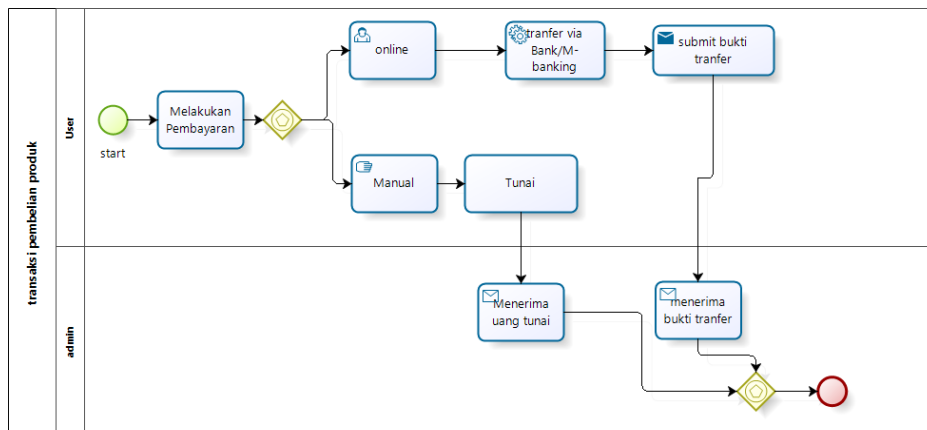 transaksi pembelian produk
User
start
Melakukan
Pembayaran
online
tranfer via
Bank/M-
banking
submit bukti
tranfer
Manual
Tunai
admin
Menerima
uang tunai
menerima
bukti tranfer